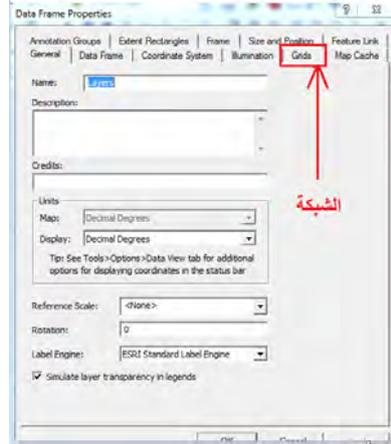 Data Frame Properties
Annotation Groups Extent Rectangles Frame Size and Position Feature Link
General Data Frame Coordinate System Illumination Grids Map Cache
Name: Layers
Description:
Credits:
الشبكة
Units
Map: Decimal Degrees
Display: Decimal Degrees
Tip: See Tools>Options>Data View tab for additional
options for displaying coordinates in the status bar
Reference Scale: <None>
Rotation: 0
Label Engine: ESRI Standard Label Engine
Simulate layer transparency in legends
OK Cancel